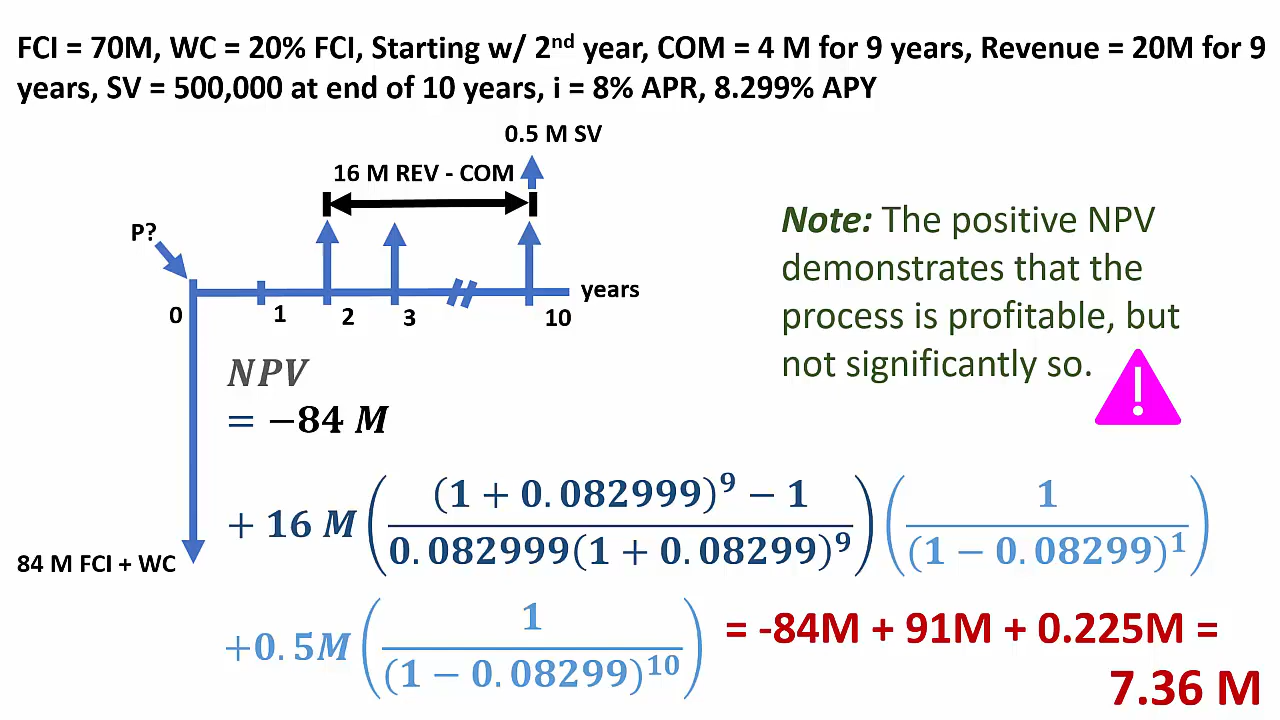 FCI = 70M, WC = 20% FCI, Starting w/ 2nd year, COM = 4 M for 9 years, Revenue = 20M for 9
years, SV = 500,000 at end of 10 years, i = 8% APR, 8.299% APY
0.5 M SV
16 M REV - COM
P?
years
0
1
2
3
10
Note: The positive NPV
demonstrates that the
process is profitable, but
not significantly so.
!
NPV
= −84 M
+ 16 M ( (1 + 0.082999)^9 − 1 / 0.082999(1 + 0.08299)^9 ) ( 1 / (1 − 0.08299)^1 )
84 M FCI + WC
+0.5M ( 1 / (1 − 0.08299)^10 )
= -84M + 91M + 0.225M =
7.36 M